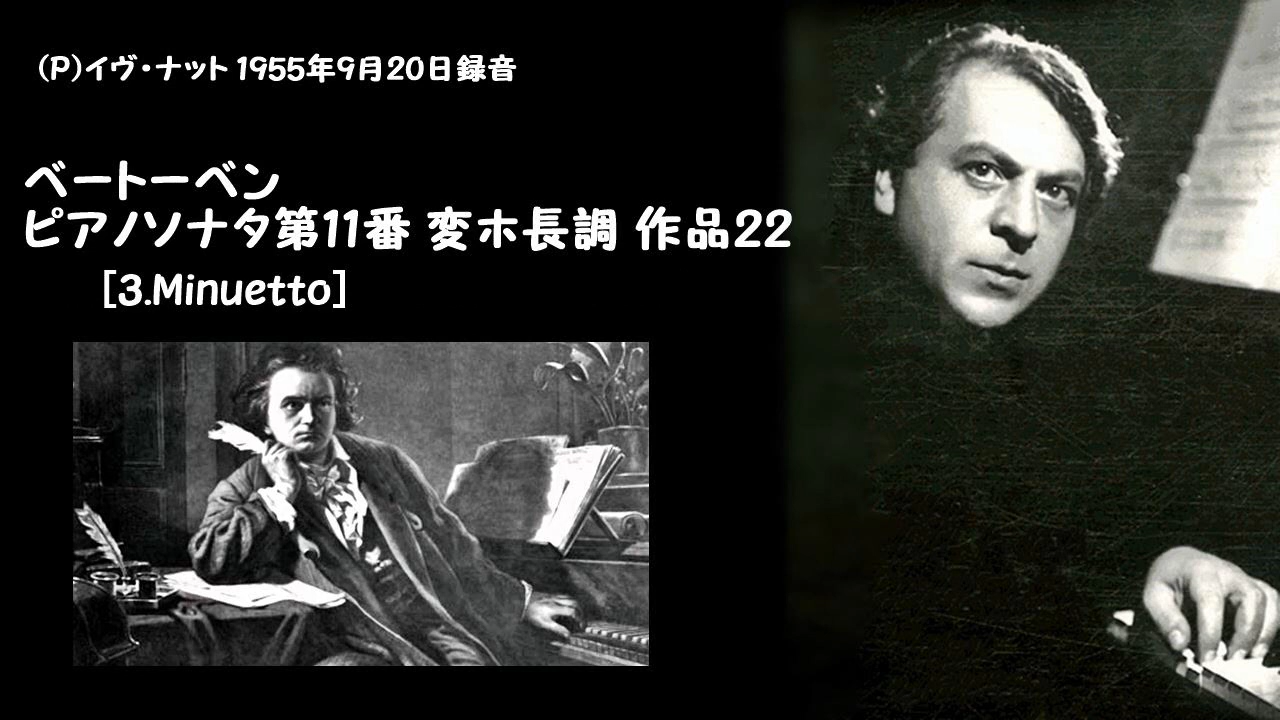 (P)イヴ・ナット 1955年9月20日録音
ベートーベン
ピアノソナタ第11番 変ホ長調 作品22
[3.Minuetto]